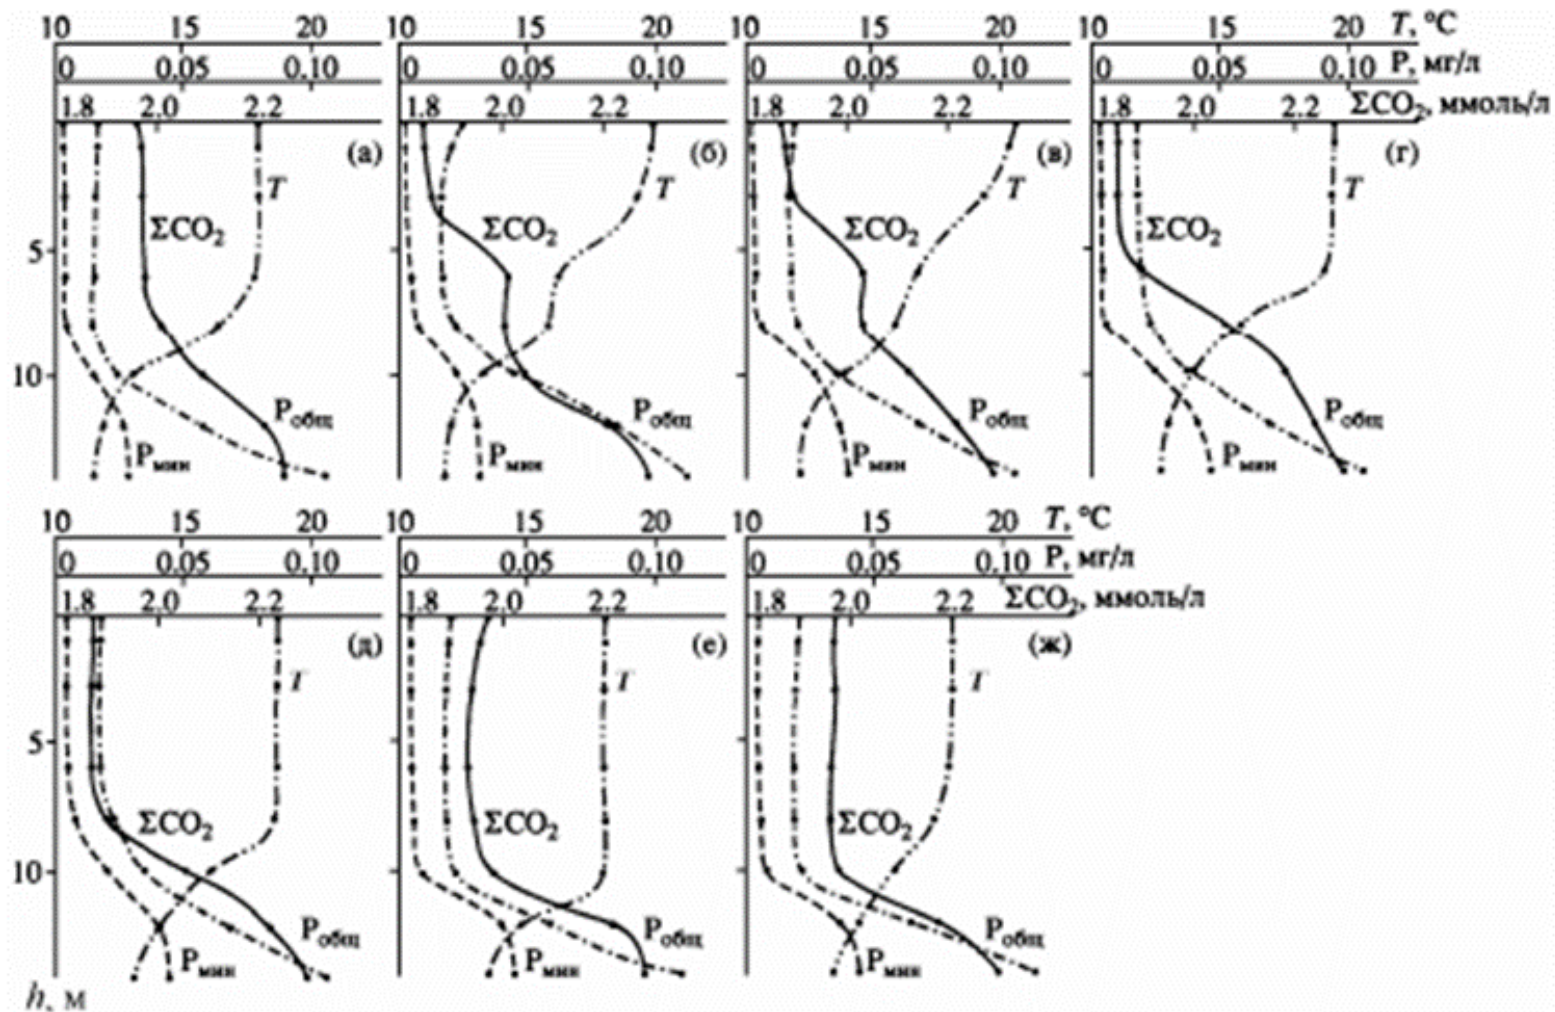 10 15 20 10 15 20 10 15 20 10 15 20 T, °C
0 0.05 0.10 0 0.05 0.10 0 0.05 0.10 0 0.05 0.10 P, мг/л
1.8 2.0 2.2 1.8 2.0 2.2 1.8 2.0 2.2 1.8 2.0 2.2 ΣCO₂, ммоль/л
(а) (б) (в) (г)
T T T T
ΣCO₂ ΣCO₂ ΣCO₂ ΣCO₂
5
10
Pобщ Pобщ Pобщ Pобщ
Pмин Pмин Pмин Pмин
10 15 20 10 15 20 10 15 20 T, °C
0 0.05 0.10 0 0.05 0.10 0 0.05 0.10 P, мг/л
1.8 2.0 2.2 1.8 2.0 2.2 1.8 2.0 2.2 ΣCO₂, ммоль/л
(д) (е) (ж)
T T T
5
ΣCO₂ ΣCO₂ ΣCO₂
10
Pобщ Pобщ Pобщ
Pмин Pмин Pмин
h, м